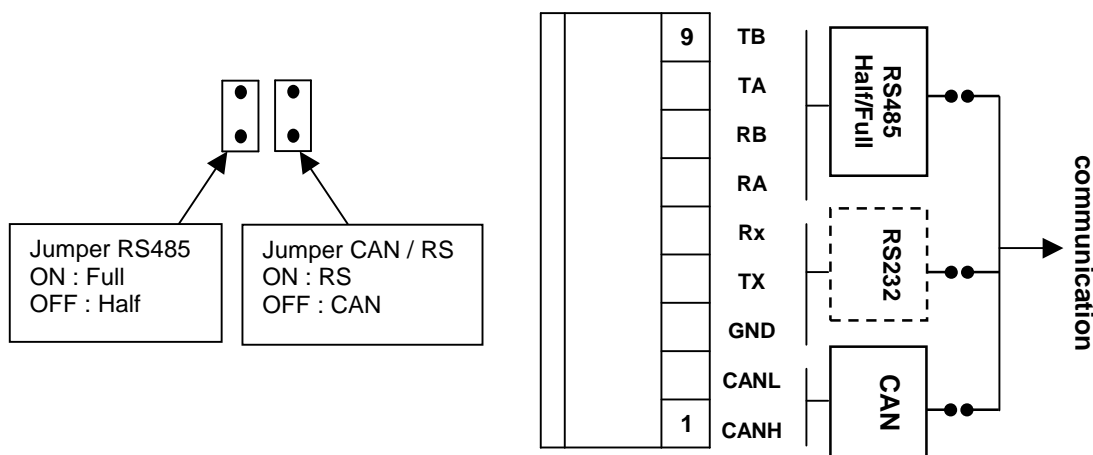 Jumper RS485
ON : Full
OFF : Half
Jumper CAN / RS
ON : RS
OFF : CAN
9
TB
TA
RB
RA
Rx
TX
GND
CANL
1
CANH
RS485
Half/Full
RS232
CAN
communication